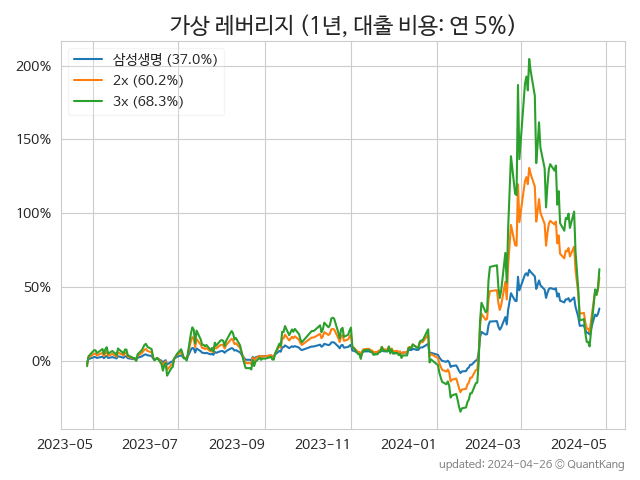 가상 레버리지 (1년, 대출 비용: 연 5%)
삼성생명 (37.0%)
2x (60.2%)
3x (68.3%)
200%
150%
100%
50%
0%
2023-05 2023-07 2023-09 2023-11 2024-01 2024-03 2024-05
updated: 2024-04-26 © QuantKang